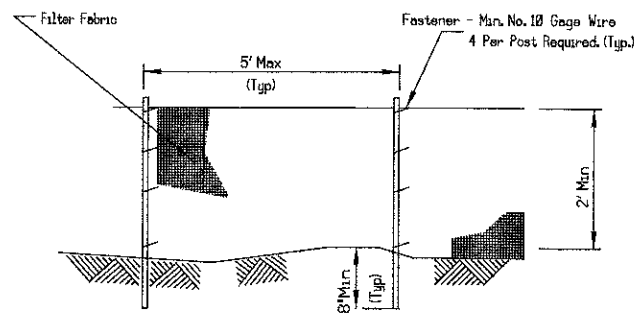 Filter Fabric
Fastener - Min. No. 10 Gage Wire
4 Per Post Required. (Typ.)
5' Max
(Typ)
2' Min
8" Min
(Typ)